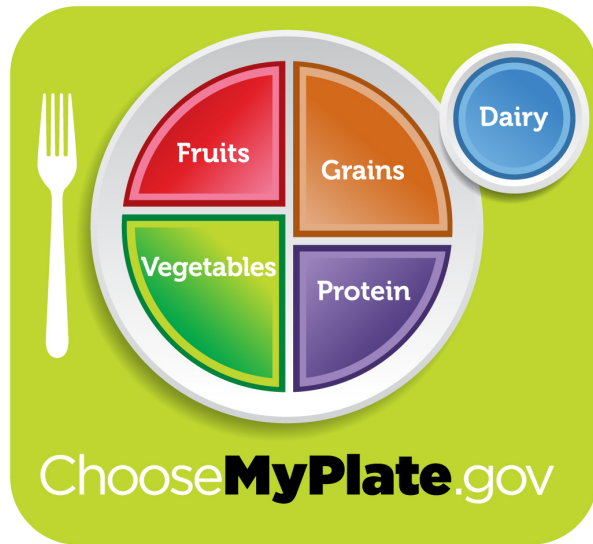 Dairy
Fruits
Grains
Vegetables
Protein
ChooseMyPlate.gov